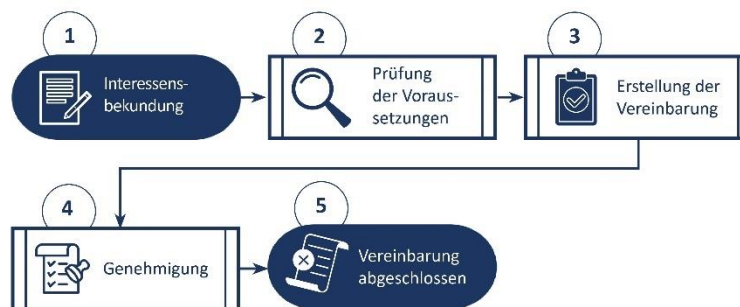 1
Interessens-
bekundung
2
Prüfung
der Voraus-
setzungen
3
Erstellung der
Vereinbarung
4
Genehmigung
5
Vereinbarung
abgeschlossen